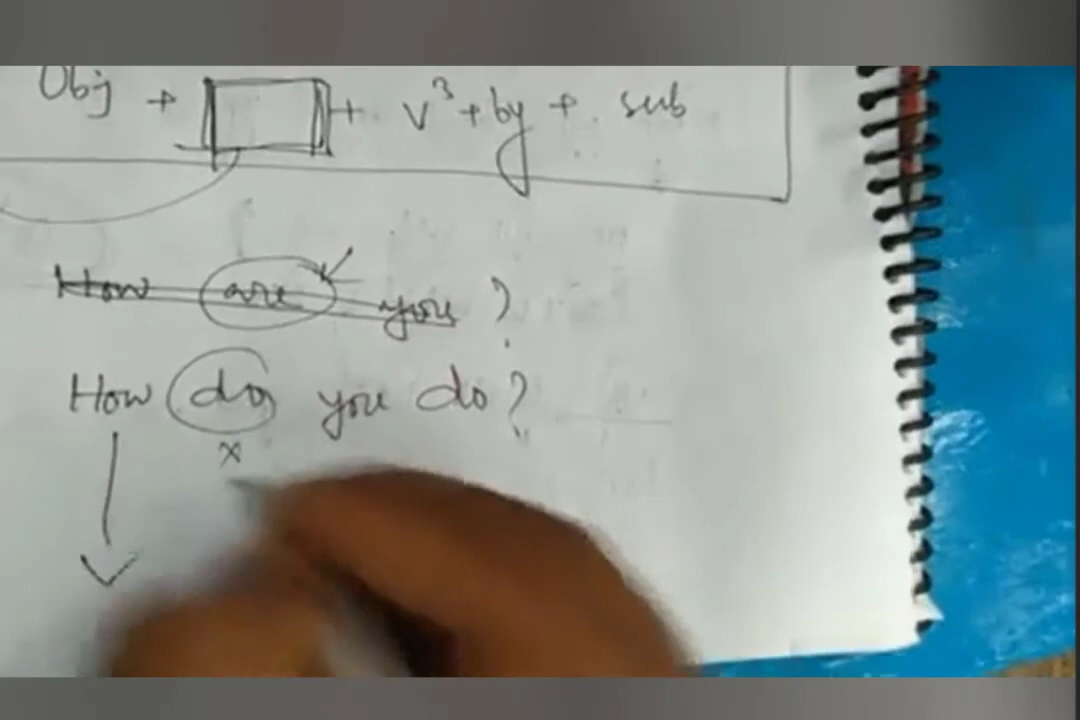 Obj + + V³ + by + sub
How are you ?
How do you do ?
x